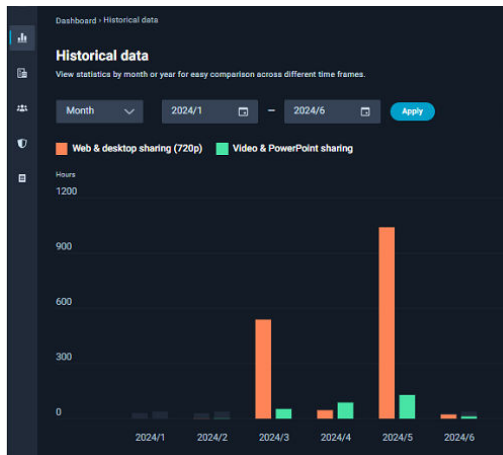 Dashboard › Historical data
Historical data
View statistics by month or year for easy comparison across different time frames.
Month 2024/1 – 2024/6 Apply
Web & desktop sharing (720p) Video & PowerPoint sharing
Hours
1200
900
600
300
0
2024/1 2024/2 2024/3 2024/4 2024/5 2024/6